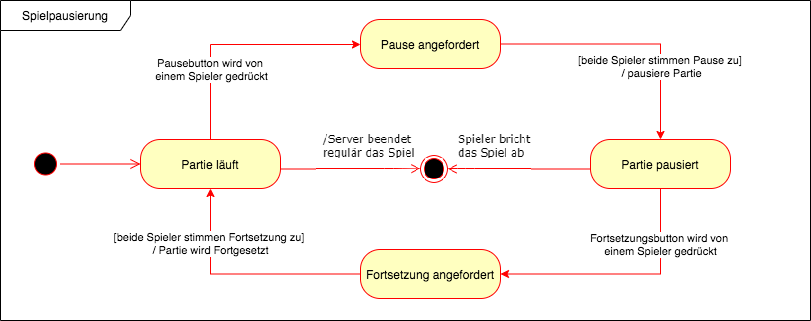 Spielpausierung
Pause angefordert
Pausebutton wird von
einem Spieler gedrückt
[beide Spieler stimmen Pause zu]
/ pausiere Partie
/Server beendet
regulär das Spiel
Spieler bricht
das Spiel ab
Partie läuft
Partie pausiert
[beide Spieler stimmen Fortsetzung zu]
/ Partie wird Fortgesetzt
Fortsetzungsbutton wird von
einem Spieler gedrückt
Fortsetzung angefordert